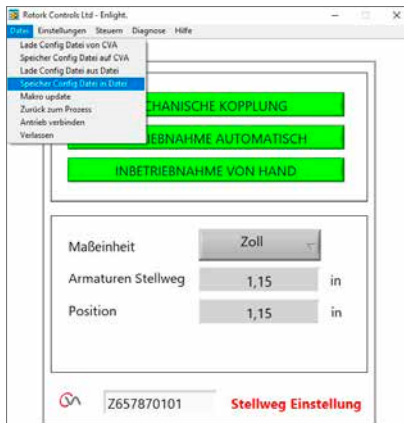 Rotork Controls Ltd - Enlight.
Datei Einstellungen Steuern Diagnose Hilfe
Lade Config Datei von CVA
Speicher Config Datei auf CVA
Lade Config Datei aus Datei
Speicher Config Datei in Datei
Makro update
Zurück zum Prozess
Antrieb verbinden
Verlassen
CHANISCHE KOPPLUNG
EBNAHME AUTOMATISCH
INBETRIEBNAHME VON HAND
Maßeinheit Zoll
Armaturen Stellweg 1,15 in
Position 1,15 in
Z657870101 Stellweg Einstellung